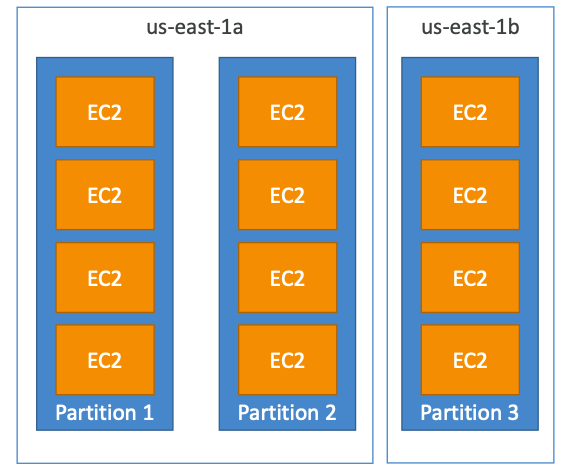 us-east-1a
us-east-1b
EC2
EC2
EC2
EC2
Partition 1
EC2
EC2
EC2
EC2
Partition 2
EC2
EC2
EC2
EC2
Partition 3